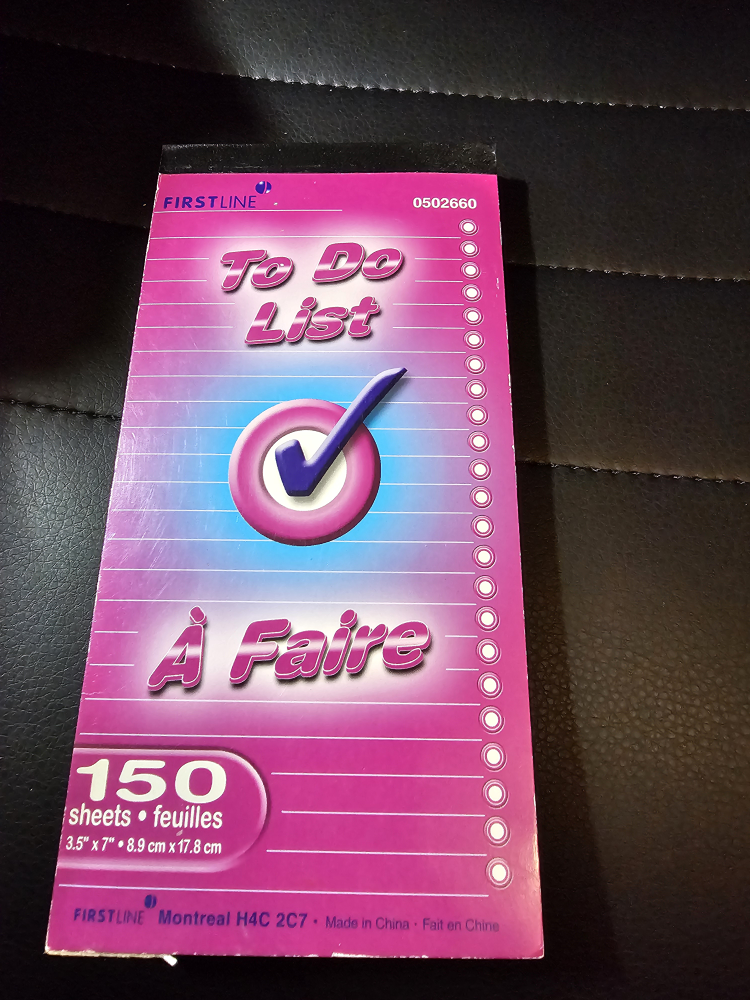 FIRSTLINE 0502660
To Do
List
À Faire
150
sheets • feuilles
3.5" x 7" • 8.9 cm x 17.8 cm
FIRSTLINE Montreal H4C 2C7 · Made in China · Fait en Chine